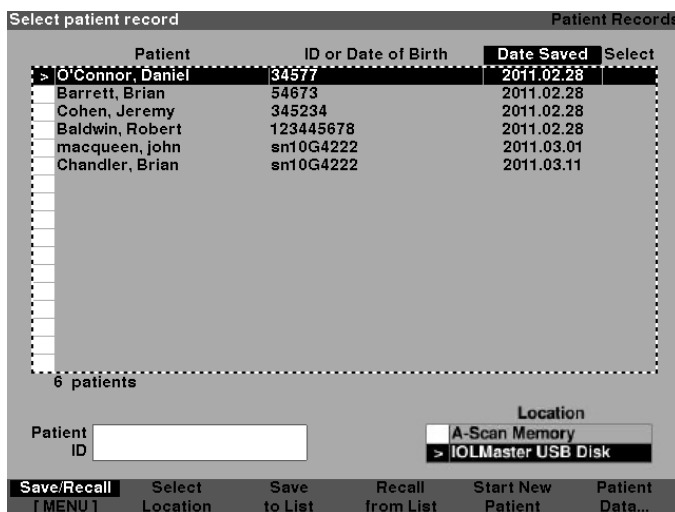 Select patient record Patient Records
Patient ID or Date of Birth Date Saved Select
> O'Connor, Daniel 34577 2011.02.28
Barrett, Brian 54673 2011.02.28
Cohen, Jeremy 345234 2011.02.28
Baldwin, Robert 123445678 2011.02.28
macqueen, john sn10G4222 2011.03.01
Chandler, Brian sn10G4222 2011.03.11
6 patients
Location
Patient ID
A-Scan Memory
> IOLMaster USB Disk
Save/Recall Select Save Recall Start New Patient
[ MENU ] Location to List from List Patient Data...